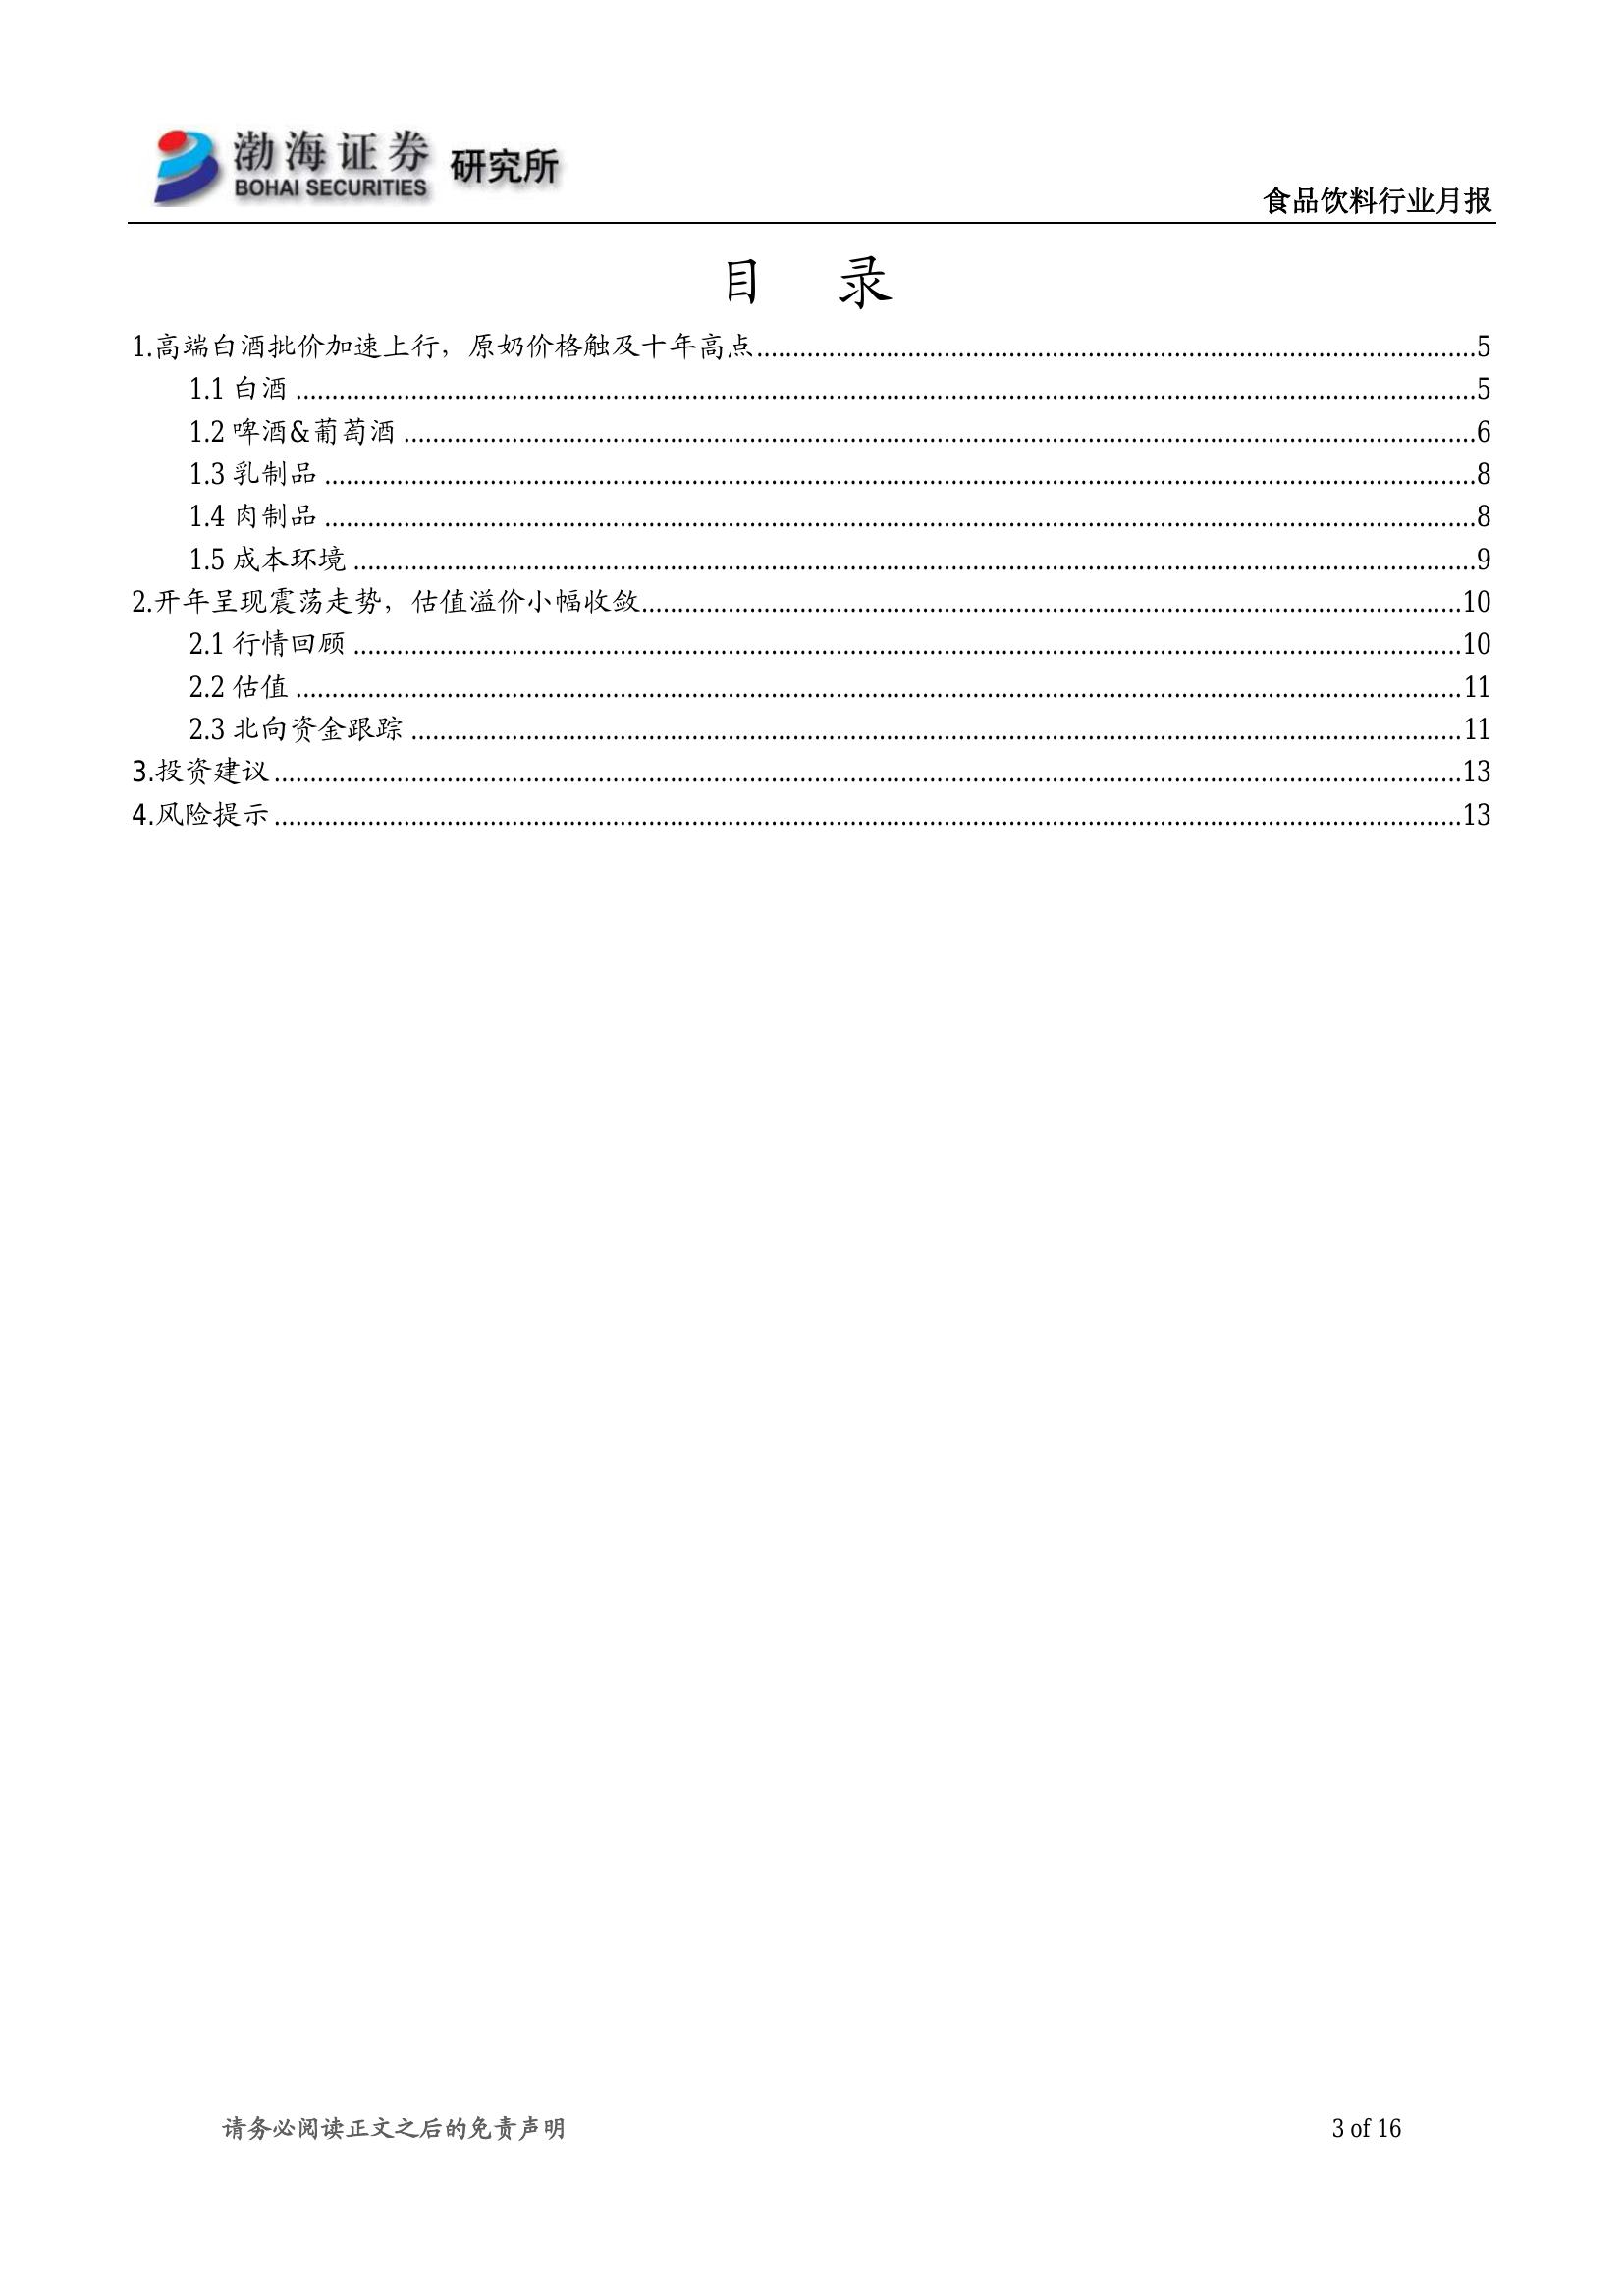 渤海证券 研究所
BOHAI SECURITIES
食品饮料行业月报
目 录
1.高端白酒批价加速上行，原奶价格触及十年高点........................................5
1.1 白酒........................................5
1.2 啤酒&葡萄酒........................................6
1.3 乳制品........................................8
1.4 肉制品........................................8
1.5 成本环境........................................9
2.开年呈现震荡走势，估值溢价小幅收敛........................................10
2.1 行情回顾........................................10
2.2 估值........................................11
2.3 北向资金跟踪........................................11
3.投资建议........................................13
4.风险提示........................................13
请务必阅读正文之后的免责声明
3 of 16